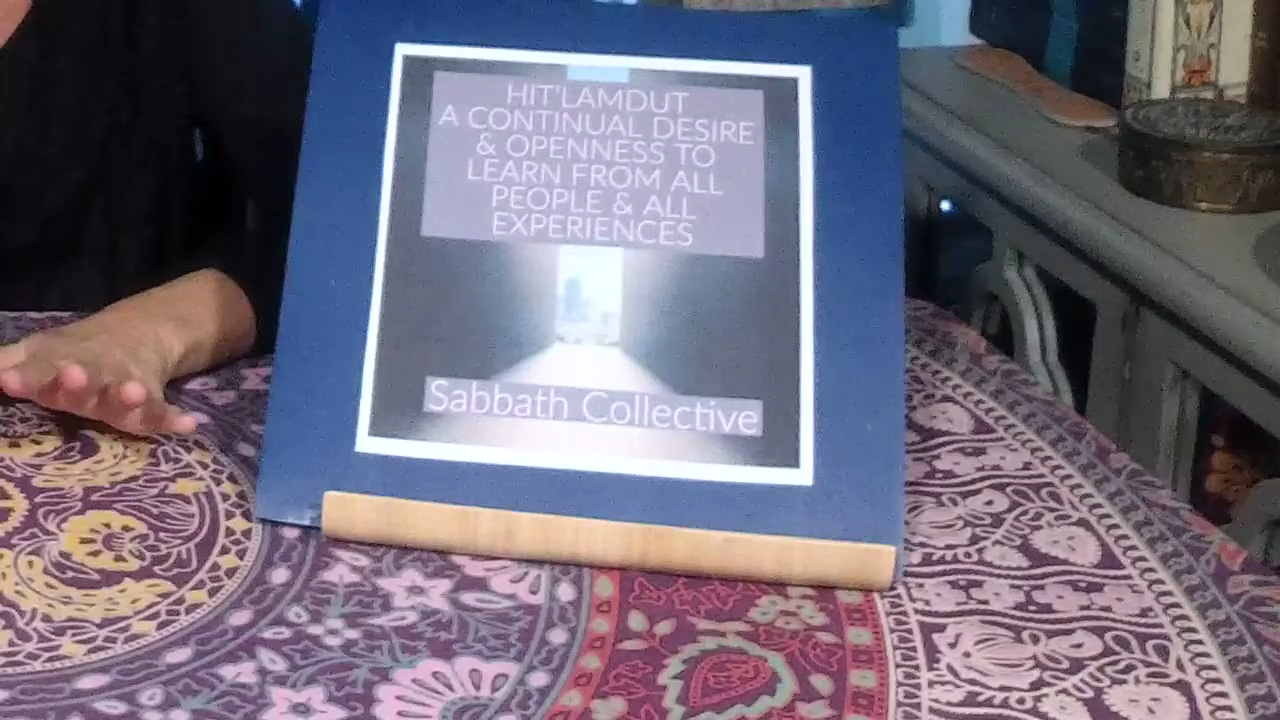 HIT'LAMDUT
A CONTINUAL DESIRE
& OPENNESS TO
LEARN FROM ALL
PEOPLE & ALL
EXPERIENCES
Sabbath Collective